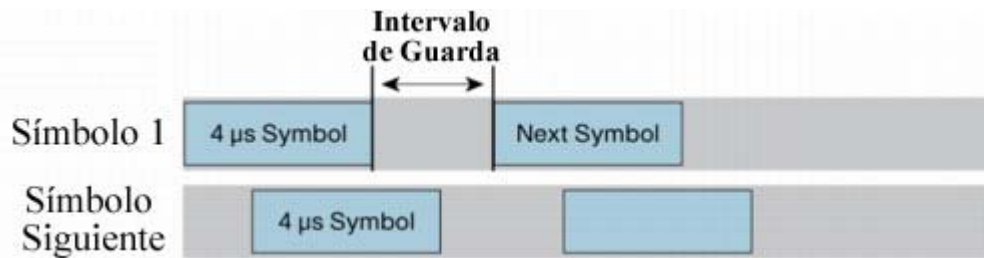 Intervalo
de Guarda
Símbolo 1
4 µs Symbol
Next Symbol
Símbolo
Siguiente
4 µs Symbol